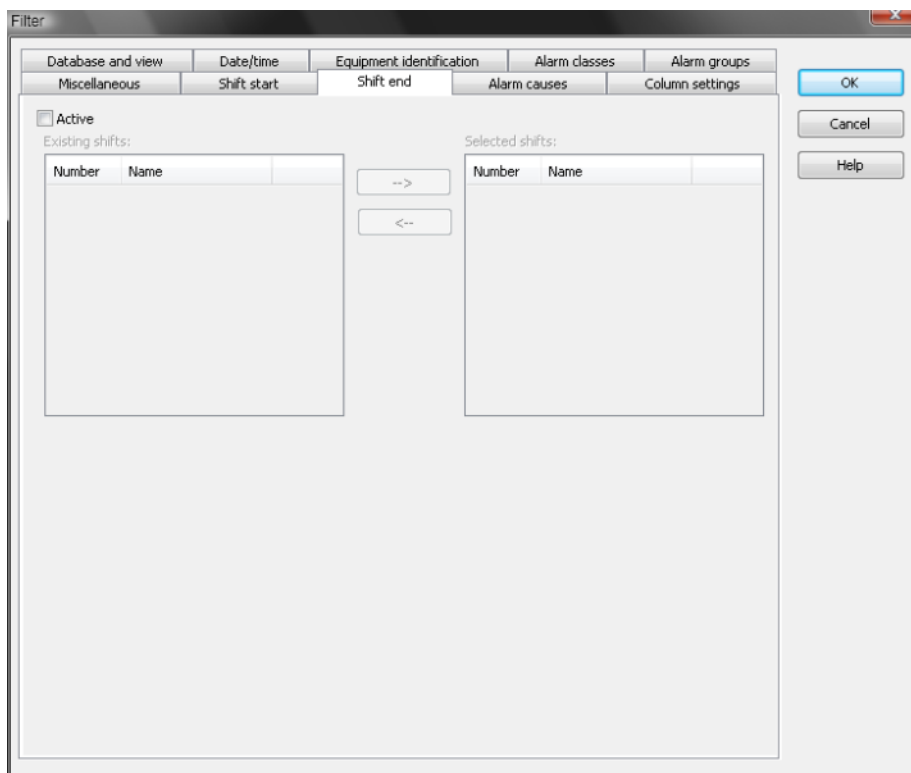 Filter
Database and view Date/time Equipment identification Alarm classes Alarm groups
Miscellaneous Shift start Shift end Alarm causes Column settings
OK
Active
Cancel
Existing shifts: Selected shifts:
Help
Number Name Number Name
-->
<--